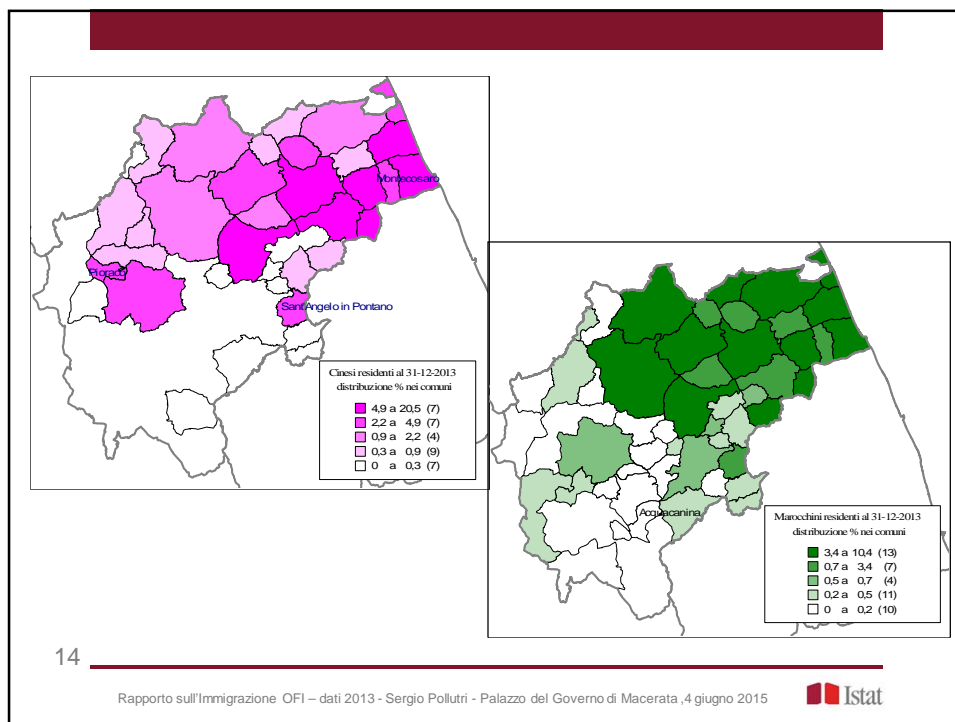 Montecosaro
Pioraco
Sant'Angelo in Pontano
Cinesi residenti al 31-12-2013
distribuzione % nei comuni
4,9 a 20,5 (7)
2,2 a 4,9 (7)
0,9 a 2,2 (4)
0,3 a 0,9 (9)
0 a 0,3 (7)
Acquacanina
Marocchini residenti al 31-12-2013
distribuzione % nei comuni
3,4 a 10,4 (13)
0,7 a 3,4 (7)
0,5 a 0,7 (4)
0,2 a 0,5 (11)
0 a 0,2 (10)
14
Rapporto sull'Immigrazione OFI – dati 2013 - Sergio Pollutri - Palazzo del Governo di Macerata ,4 giugno 2015
Istat